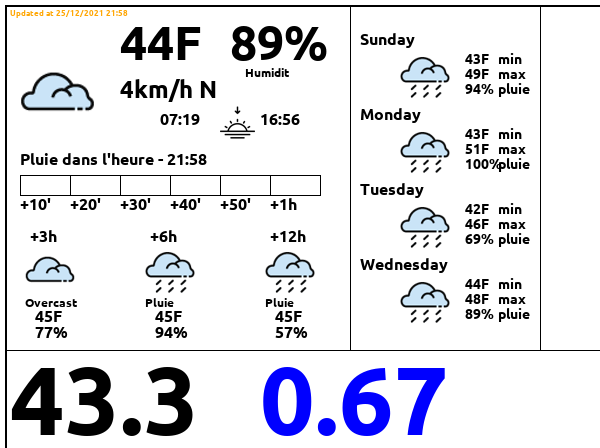 Updated at 25/12/2021 21:58
44F 89%
Humidit
4km/h N
07:19 16:56
Pluie dans l'heure - 21:58
+10' +20' +30' +40' +50' +1h
+3h +6h +12h
Overcast Pluie Pluie
45F 45F 45F
77% 94% 57%
Sunday
43F min
49F max
94% pluie
Monday
43F min
51F max
100%pluie
Tuesday
42F min
46F max
69% pluie
Wednesday
44F min
48F max
89% pluie
43.3 0.67